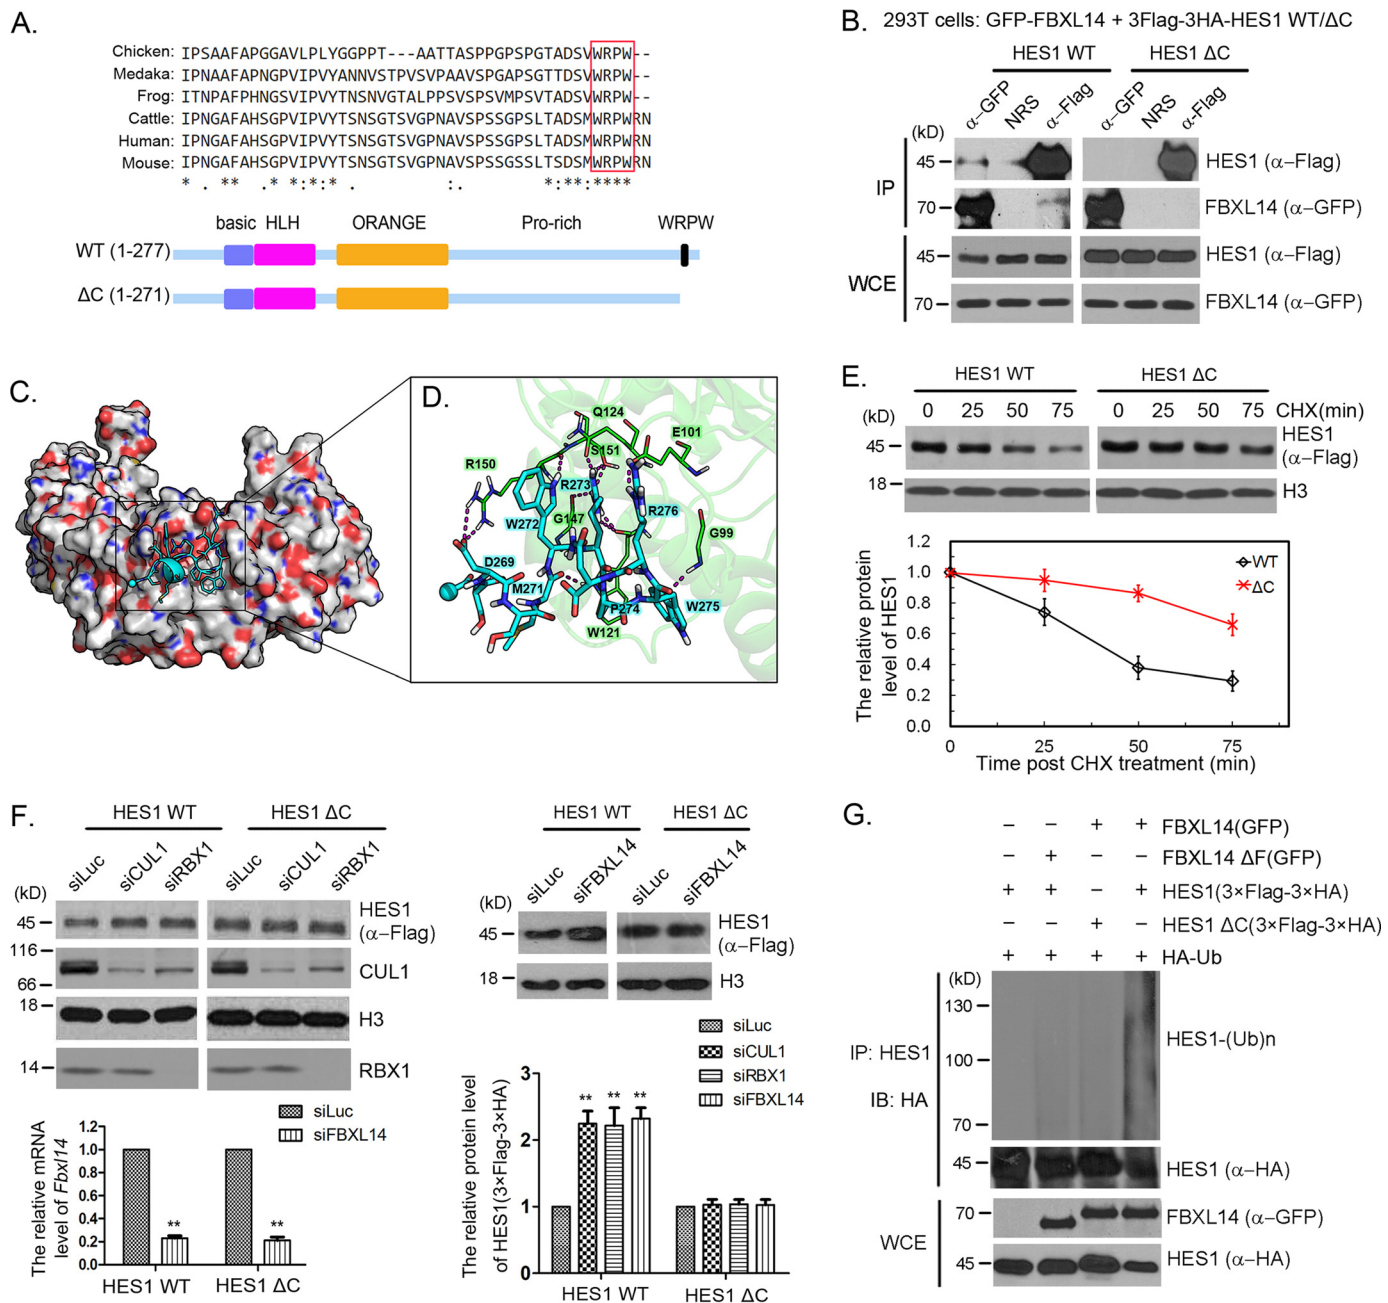 A.
Chicken: IPSAAFAPGGAVLPLYGGPPT---AATTASPPGPSPGTADSVWRPW--
Medaka: IPNAAFAPNGPVIPVYANNVSTPVSVPAAVSPGAPSGTTDSVWRPW--
Frog: ITNPAFPHNGSVIPVYTNSNVGTALPPSVSPSVMPSVTADSVWRPW--
Cattle: IPNGAFAHSGPVIPVYTSNSGTSVGPNAVSPSSGPSLTADSMWRPWRN
Human: IPNGAFAHSGPVIPVYTSNSGTSVGPNAVSPSSGPSLTADSMWRPWRN
Mouse: IPNGAFAHSGPVIPVYTSNSGTSVGPNAVSPSSGSSLTSDSMWRPWRN
* . ** .* *:*:* . :. *:**:****
basic HLH ORANGE Pro-rich WRPW
WT (1-277)
ΔC (1-271)
B. 293T cells: GFP-FBXL14 + 3Flag-3HA-HES1 WT/ΔC
HES1 WT HES1 ΔC
α-GFP NRS α-Flag α-GFP NRS α-Flag
(kD)
IP
45 HES1 (α-Flag)
70 FBXL14 (α-GFP)
WCE
45 HES1 (α-Flag)
70 FBXL14 (α-GFP)
C.
D.
Q124
E101
S151
R150
R273
R276
G147
W272
G99
D269
M271
P274
W275
W121
E.
HES1 WT HES1 ΔC
(kD) 0 25 50 75 0 25 50 75 CHX(min)
45 HES1
(α-Flag)
18 H3
The relative protein
level of HES1
1.2
1.0
0.8
0.6
0.4
0.2
0.0
WT
ΔC
0 25 50 75
Time post CHX treatment (min)
F.
HES1 WT HES1 ΔC
siLuc siCUL1 siRBX1 siLuc siCUL1 siRBX1
(kD)
45 HES1
(α-Flag)
116
CUL1
66
18
H3
14 RBX1
HES1 WT HES1 ΔC
siLuc siFBXL14 siLuc siFBXL14
(kD)
45 HES1
(α-Flag)
18 H3
siLuc
siFBXL14
The relative mRNA
level of Fbxl14
1.2
1.0
0.8
0.6
0.4
0.2
0.0
** **
HES1 WT HES1 ΔC
siLuc
siCUL1
siRBX1
siFBXL14
The relative protein level
of HES1(3×Flag-3×HA)
3
2
1
0
** ** **
HES1 WT HES1 ΔC
G.
− − + + FBXL14(GFP)
− + − − FBXL14 ΔF(GFP)
+ + − + HES1(3×Flag-3×HA)
− − + − HES1 ΔC(3×Flag-3×HA)
+ + + + HA-Ub
(kD)
130
HES1-(Ub)n
IP: HES1
100
IB: HA
70
45 HES1 (α-HA)
WCE
70 FBXL14 (α-GFP)
45 HES1 (α-HA)